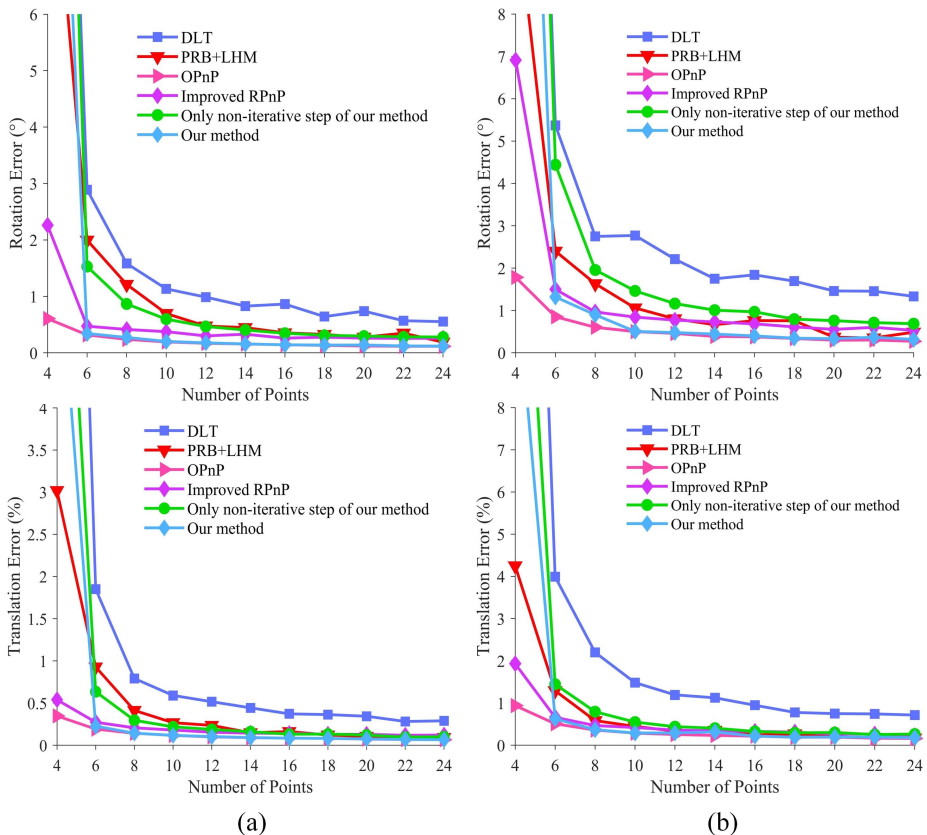 6
5
4
3
2
1
0
Rotation Error (°)
4 6 8 10 12 14 16 18 20 22 24
Number of Points
DLT
PRB+LHM
OPnP
Improved RPnP
Only non-iterative step of our method
Our method
8
7
6
5
4
3
2
1
0
Rotation Error (°)
4 6 8 10 12 14 16 18 20 22 24
Number of Points
DLT
PRB+LHM
OPnP
Improved RPnP
Only non-iterative step of our method
Our method
4
3.5
3
2.5
2
1.5
1
0.5
0
Translation Error (%)
4 6 8 10 12 14 16 18 20 22 24
Number of Points
DLT
PRB+LHM
OPnP
Improved RPnP
Only non-iterative step of our method
Our method
8
7
6
5
4
3
2
1
0
Translation Error (%)
4 6 8 10 12 14 16 18 20 22 24
Number of Points
DLT
PRB+LHM
OPnP
Improved RPnP
Only non-iterative step of our method
Our method
(a)
(b)